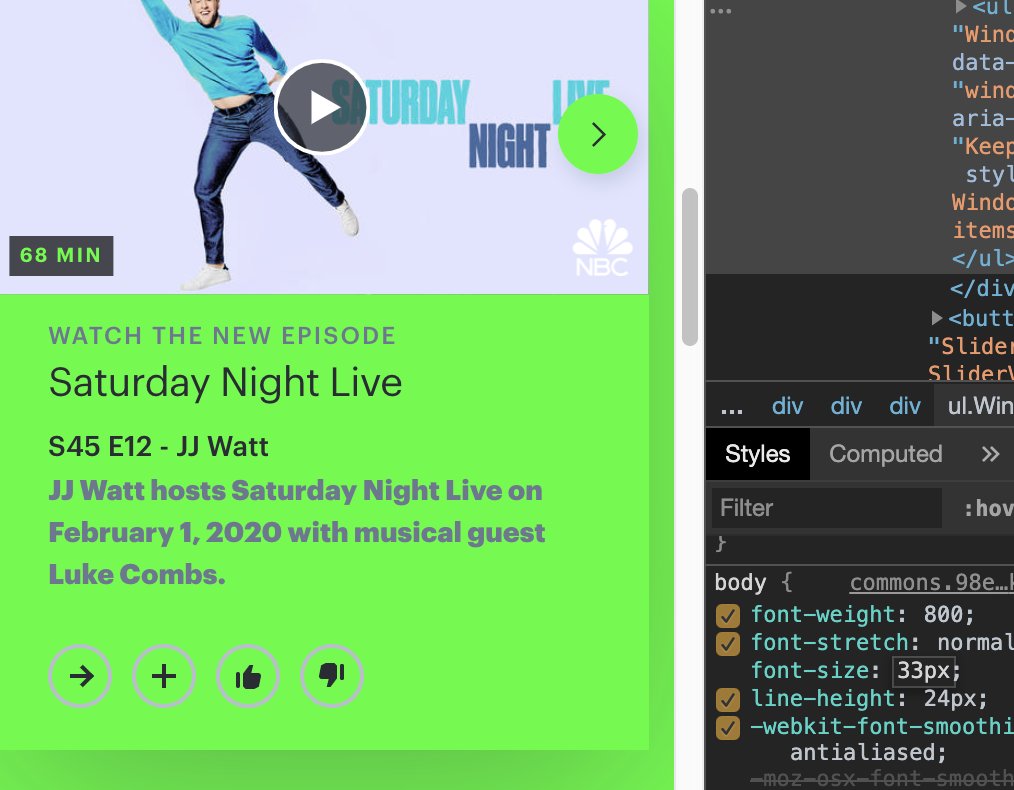 SATURDAY
NIGHT
LIVE
NBC
68 MIN
WATCH THE NEW EPISODE
Saturday Night Live
S45 E12 - JJ Watt
JJ Watt hosts Saturday Night Live on
February 1, 2020 with musical guest
Luke Combs.
…
<ul
"Wind
data-
"wind
aria-
"Keep
styl
Windo
items
</ul>
</div
<butt
"Slider
SliderV
… div div div ul.Win
Styles Computed »
Filter :hov
}
body { commons.98e…k
font-weight: 800;
font-stretch: normal
font-size: 33px;
line-height: 24px;
-webkit-font-smoothi
antialiased;
-moz-osx-font-smooth